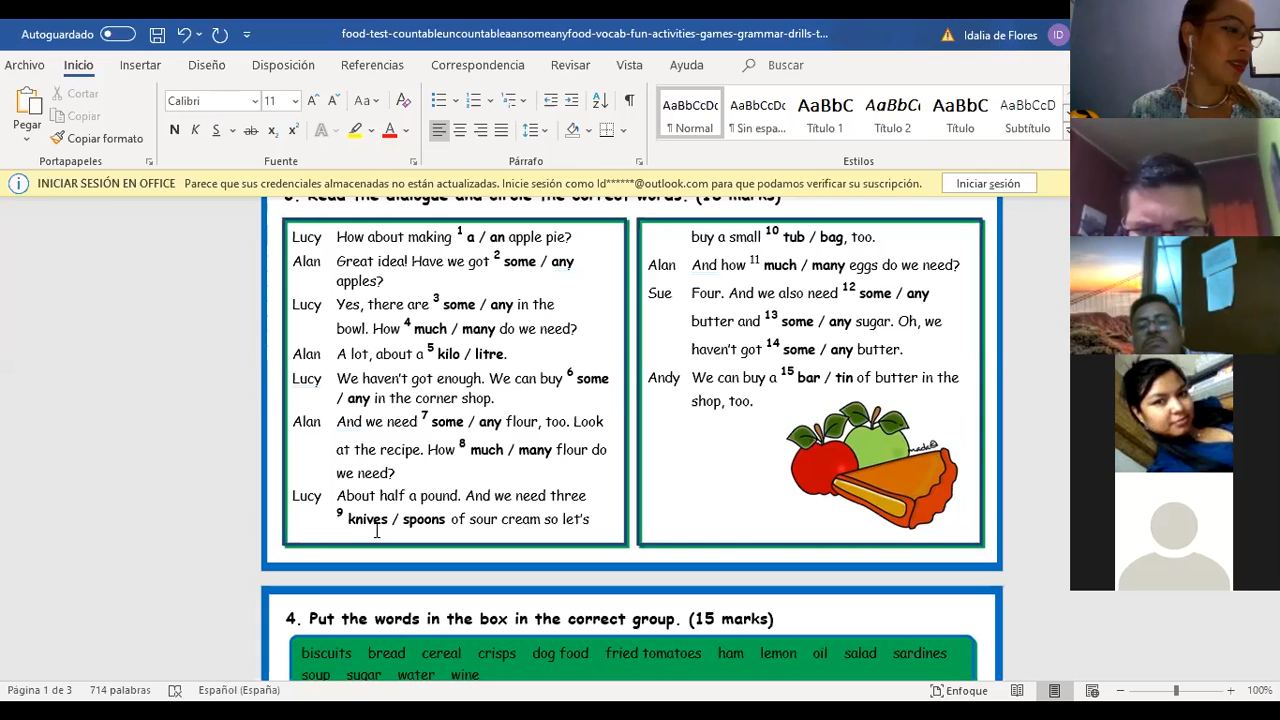 Autoguardado
food-test-countableuncountableaansomeanyfood-vocab-fun-activities-games-grammar-drills-t...
Idalia de Flores
ID
Archivo Inicio Insertar Diseño Disposición Referencias Correspondencia Revisar Vista Ayuda Buscar
Pegar
Cortar
Copiar
Copiar formato
Portapapeles
Calibri 11
Fuente
Párrafo
AaBbCcDc AaBbCcDc AaBbC AaBbCc AaBbC AaBbCcD
¶ Normal ¶ Sin espa... Título 1 Título 2 Título Subtítulo
Estilos
INICIAR SESIÓN EN OFFICE Parece que sus credenciales almacenadas no están actualizadas. Inicie sesión como Id******@outlook.com para que podamos verificar su suscripción. Iniciar sesión
Read the dialogue and circle the correct words.
Lucy How about making 1 a / an apple pie?
Alan Great idea! Have we got 2 some / any
apples?
Lucy Yes, there are 3 some / any in the
bowl. How 4 much / many do we need?
Alan A lot, about a 5 kilo / litre.
Lucy We haven't got enough. We can buy 6 some
/ any in the corner shop.
Alan And we need 7 some / any flour, too. Look
at the recipe. How 8 much / many flour do
we need?
Lucy About half a pound. And we need three
9 knives / spoons of sour cream so let's
buy a small 10 tub / bag, too.
Alan And how 11 much / many eggs do we need?
Sue Four. And we also need 12 some / any
butter and 13 some / any sugar. Oh, we
haven't got 14 some / any butter.
Andy We can buy a 15 bar / tin of butter in the
shop, too.
4. Put the words in the box in the correct group. (15 marks)
biscuits bread cereal crisps dog food fried tomatoes ham lemon oil salad sardines
soup sugar water wine
Página 1 de 3 714 palabras Español (España) Enfoque 100%